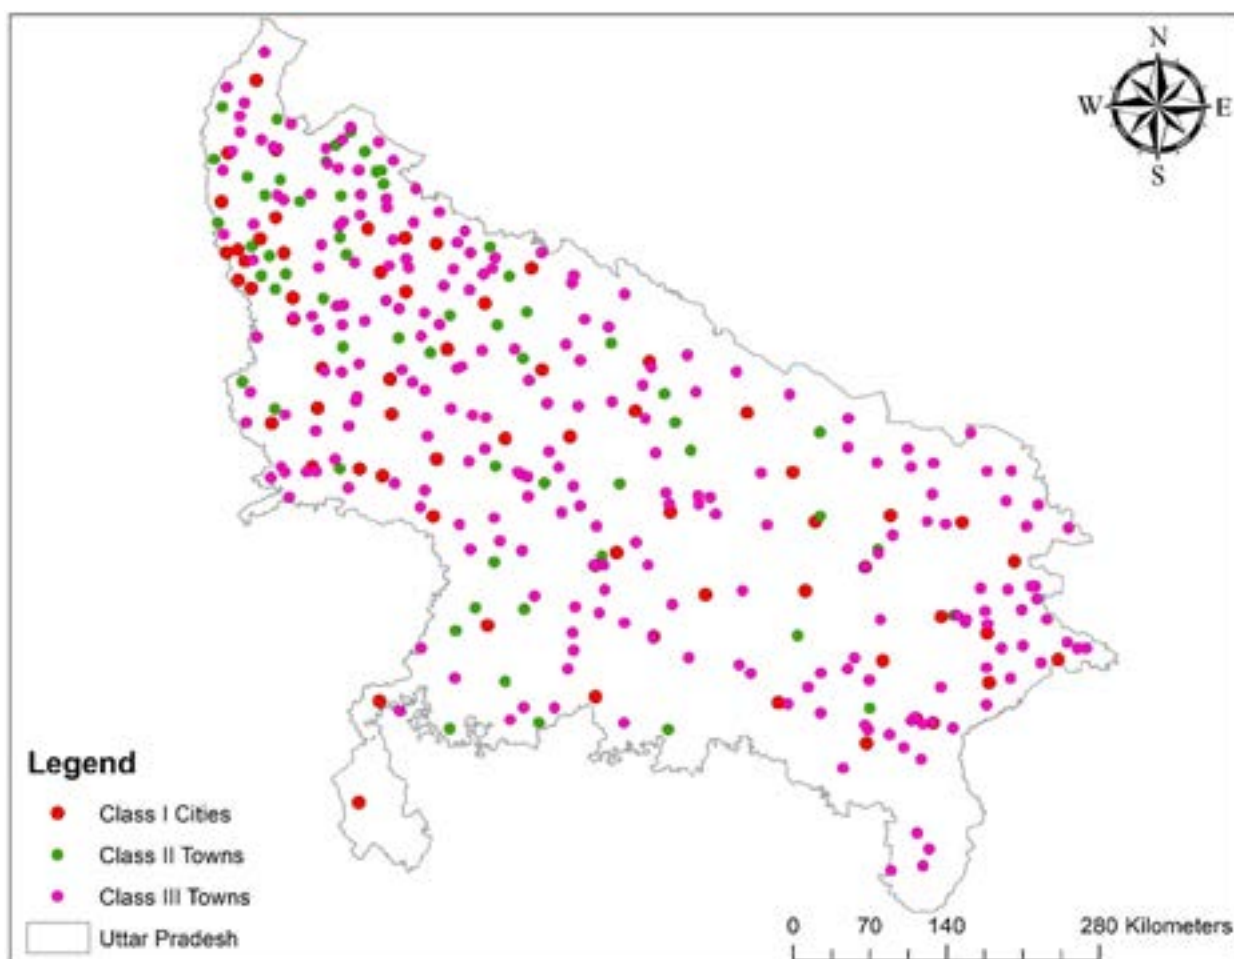 N
W E
S
Legend
Class I Cities
Class II Towns
Class III Towns
Uttar Pradesh
0 70 140 280 Kilometers